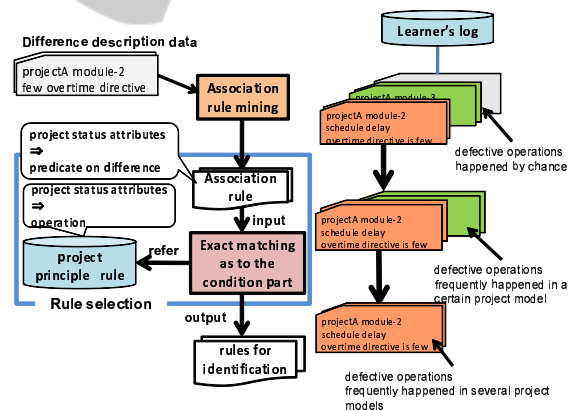 Difference description data
projectA module-2
few overtime directive
Association
rule mining
project status attributes
⇒
predicate on difference
project status attributes
⇒
operation
Association
rule
input
project
principle rule
refer
Exact matching
as to the
condition part
Rule selection
output
rules for
identification
Learner's log
projectA module-3
projectA module-2
schedule delay
overtime directive is few
defective operations
happened by chance
projectA module-2
schedule delay
overtime directive is few
defective operations
frequently happened in a
certain project model
projectA module-2
schedule delay
overtime directive is few
defective operations
frequently happened in several project
models